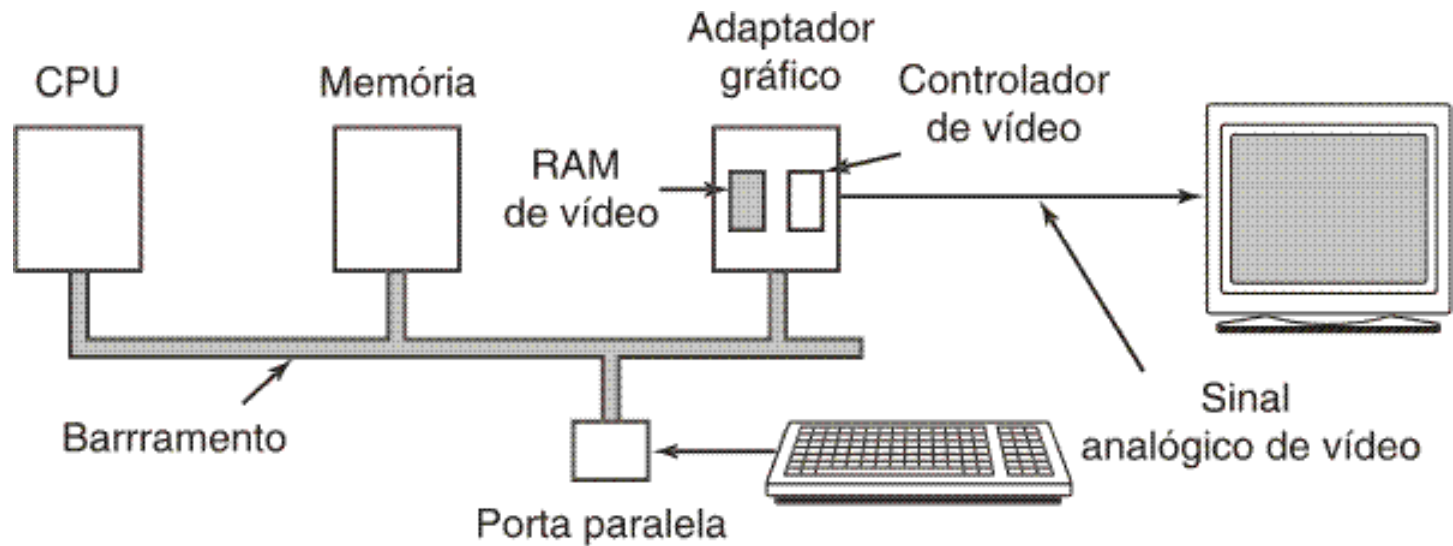 CPU
Memória
Adaptador
gráfico
Controlador
de vídeo
RAM
de vídeo
Barrramento
Porta paralela
Sinal
analógico de vídeo